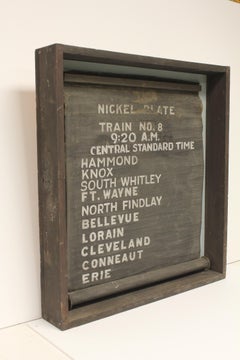 NICKEL PLATE
TRAIN NO. 8
9:20 A.M.
CENTRAL STANDARD TIME
HAMMOND
KNOX
SOUTH WHITLEY
FT. WAYNE
NORTH FINDLAY
BELLEVUE
LORAIN
CLEVELAND
CONNEAUT
ERIE